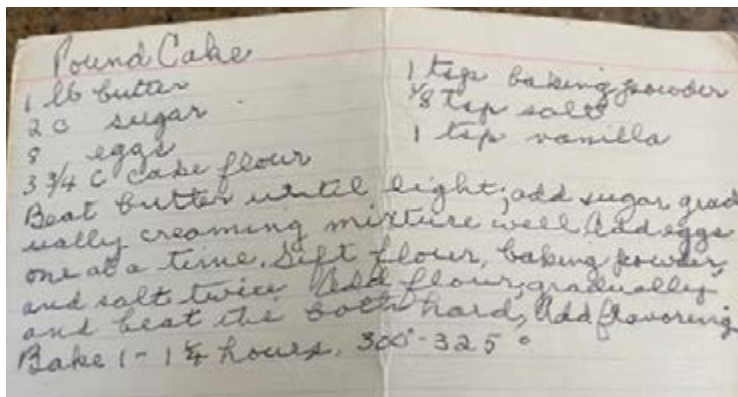 Pound Cake
1 lb butter
2 c sugar
8 eggs
3 3/4 c cake flour
1 tsp baking powder
1/8 tsp salt
1 tsp vanilla
Beat butter until light; add sugar grad
ually creaming mixture well. Add eggs
one at a time. Sift flour, baking powder,
and salt twice. Add flour, gradually
and beat the hard, Add flavoring
Bake 1 - 1 1/4 hours, 300° - 325°